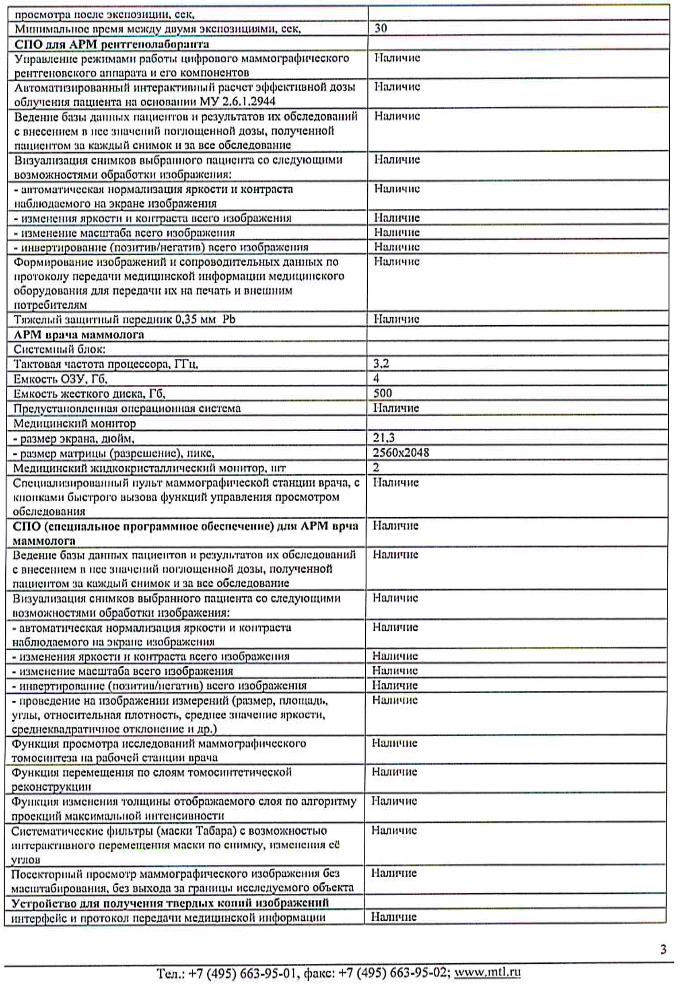 просмотра после экспозиции, сек,
Минимальное время между двумя экспозициями, сек, 30
СПО для АРМ рентгенолаборанта
Управление режимами работы цифрового маммографического Наличие
рентгеновского аппарата и его компонентов
Автоматизированный интерактивный расчет эффективной дозы Наличие
облучения пациента на основании МУ 2.6.1.2944
Ведение базы данных пациентов и результатов их обследований Наличие
с внесением в нее значений поглощенной дозы, полученной
пациентом за каждый снимок и за все обследование
Визуализация снимков выбранного пациента со следующими Наличие
возможностями обработки изображения:
- автоматическая нормализация яркости и контраста Наличие
наблюдаемого на экране изображения
- изменения яркости и контраста всего изображения Наличие
- изменение масштаба всего изображения Наличие
- инвертирование (позитив/негатив) всего изображения Наличие
Формирование изображений и сопроводительных данных по Наличие
протоколу передачи медицинской информации медицинского
оборудования для передачи их на печать и внешним
потребителям
Тяжелый защитный передник 0,35 мм Pb Наличие
АРМ врача маммолога
Системный блок:
Тактовая частота процессора, ГГц, 3,2
Емкость ОЗУ, Гб, 4
Емкость жесткого диска, Гб, 500
Предустановленная операционная система Наличие
Медицинский монитор
- размер экрана, дюйм, 21,3
- размер матрицы (разрешение), пикс, 2560х2048
Медицинский жидкокристаллический монитор, шт 2
Специализированный пульт маммографической станции врача, с Наличие
кнопками быстрого вызова функций управления просмотром
обследования
СПО (специальное программное обеспечение) для АРМ врча Наличие
маммолога
Ведение базы данных пациентов и результатов их обследований Наличие
с внесением в нее значений поглощенной дозы, полученной
пациентом за каждый снимок и за все обследование
Визуализация снимков выбранного пациента со следующими Наличие
возможностями обработки изображения:
- автоматическая нормализация яркости и контраста Наличие
наблюдаемого на экране изображения
- изменения яркости и контраста всего изображения Наличие
- изменение масштаба всего изображения Наличие
- инвертирование (позитив/негатив) всего изображения Наличие
- проведение на изображении измерений (размер, площадь, Наличие
углы, относительная плотность, среднее значение яркости,
среднеквадратичное отклонение и др.)
Функция просмотра исследований маммографического Наличие
томосинтеза на рабочей станции врача
Функция перемещения по слоям томосинтетической Наличие
реконструкции
Функция изменения толщины отображаемого слоя по алгоритму Наличие
проекций максимальной интенсивности
Систематические фильтры (маски Табара) с возможностью Наличие
интерактивного перемещения маски по снимку, изменения её
углов
Посекторный просмотр маммографического изображения без Наличие
масштабирования, без выхода за границы исследуемого объекта
Устройство для получения твердых копий изображений
интерфейс и протокол передачи медицинской информации Наличие
3
Тел.: +7 (495) 663-95-01, факс: +7 (495) 663-95-02; www.mtl.ru